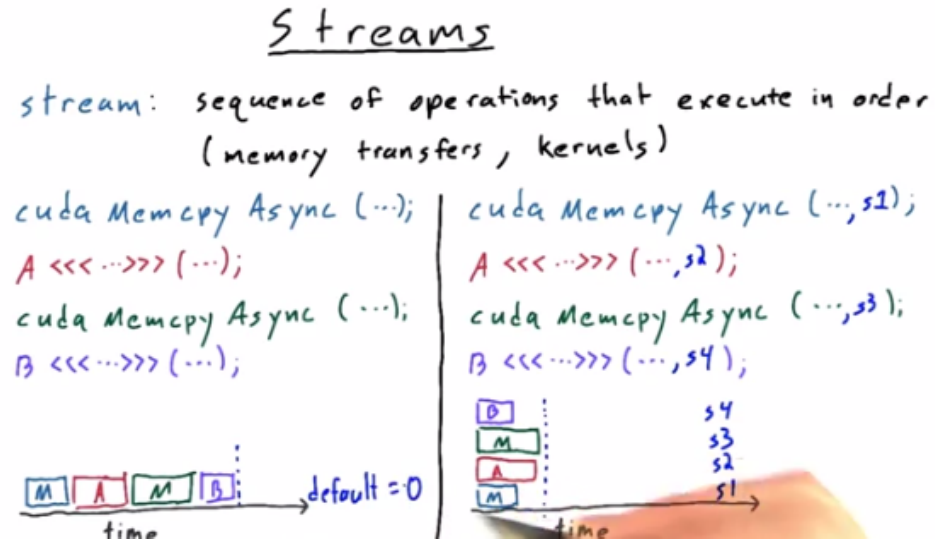 Streams
stream: sequence of operations that execute in order
(memory transfers, kernels)
cuda Memcpy Async (...);
A <<<...>>> (...);
cuda Memcpy Async (...);
B <<<...>>> (...);
M A M B default = 0
time
cuda Memcpy Async (...,s1);
A <<<...>>> (...,s2);
cuda Memcpy Async (...,s3);
B <<<...>>> (...,s4);
B s4
M s3
A s2
M s1
time